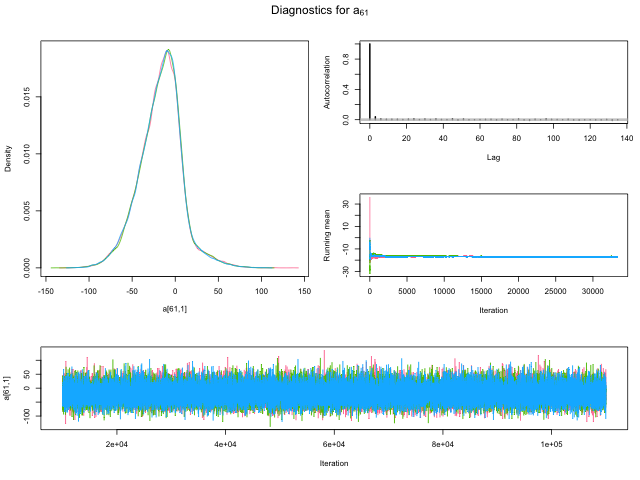 Diagnostics for a61
Density
0.000 0.005 0.010 0.015
-150 -100 -50 0 50 100 150
a[61,1]
Autocorrelation
0.0 0.4 0.8
0 20 40 60 80 100 120 140
Lag
Running mean
-30 -10 10 30
0 5000 10000 15000 20000 25000 30000
Iteration
a[61,1]
-100 0 50
2e+04 4e+04 6e+04 8e+04 1e+05
Iteration